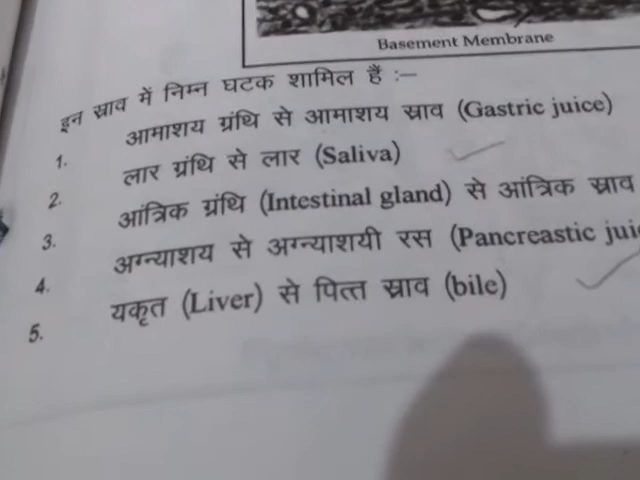 Basement Membrane
इन स्राव में निम्न घटक शामिल हैं :—
1. आमाशय ग्रंथि से आमाशय स्राव (Gastric juice)
2. लार ग्रंथि से लार (Saliva)
3. आंत्रिक ग्रंथि (Intestinal gland) से आंत्रिक स्राव
4. अग्न्याशय से अग्न्याशयी रस (Pancreastic
5. यकृत (Liver) से पित्त स्राव (bile)